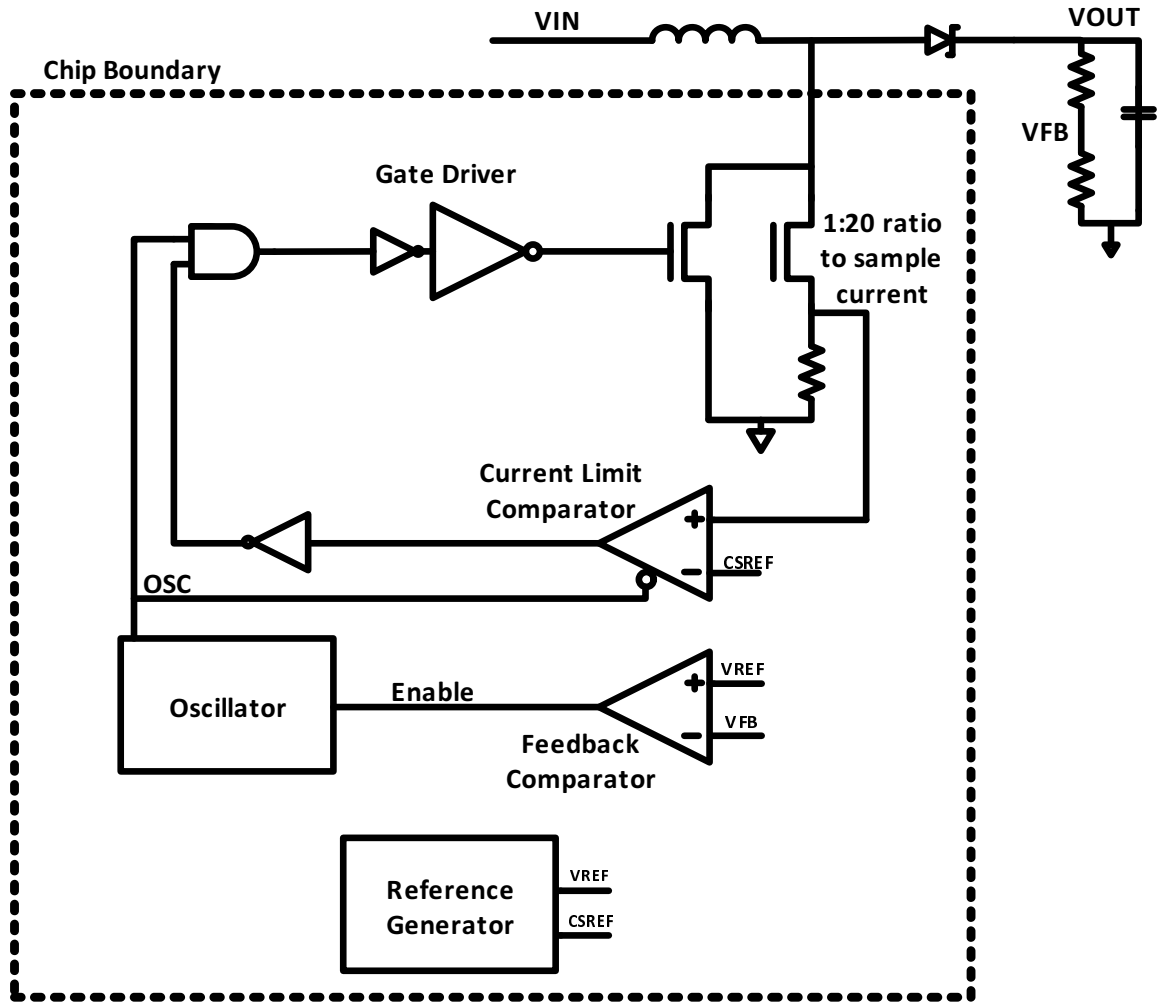 VIN
VOUT
Chip Boundary
VFB
Gate Driver
1:20 ratio
to sample
current
Current Limit
Comparator
+
CSREF
−
OSC
Oscillator
Enable
+
VREF
−
VFB
Feedback
Comparator
Reference
Generator
VREF
CSREF